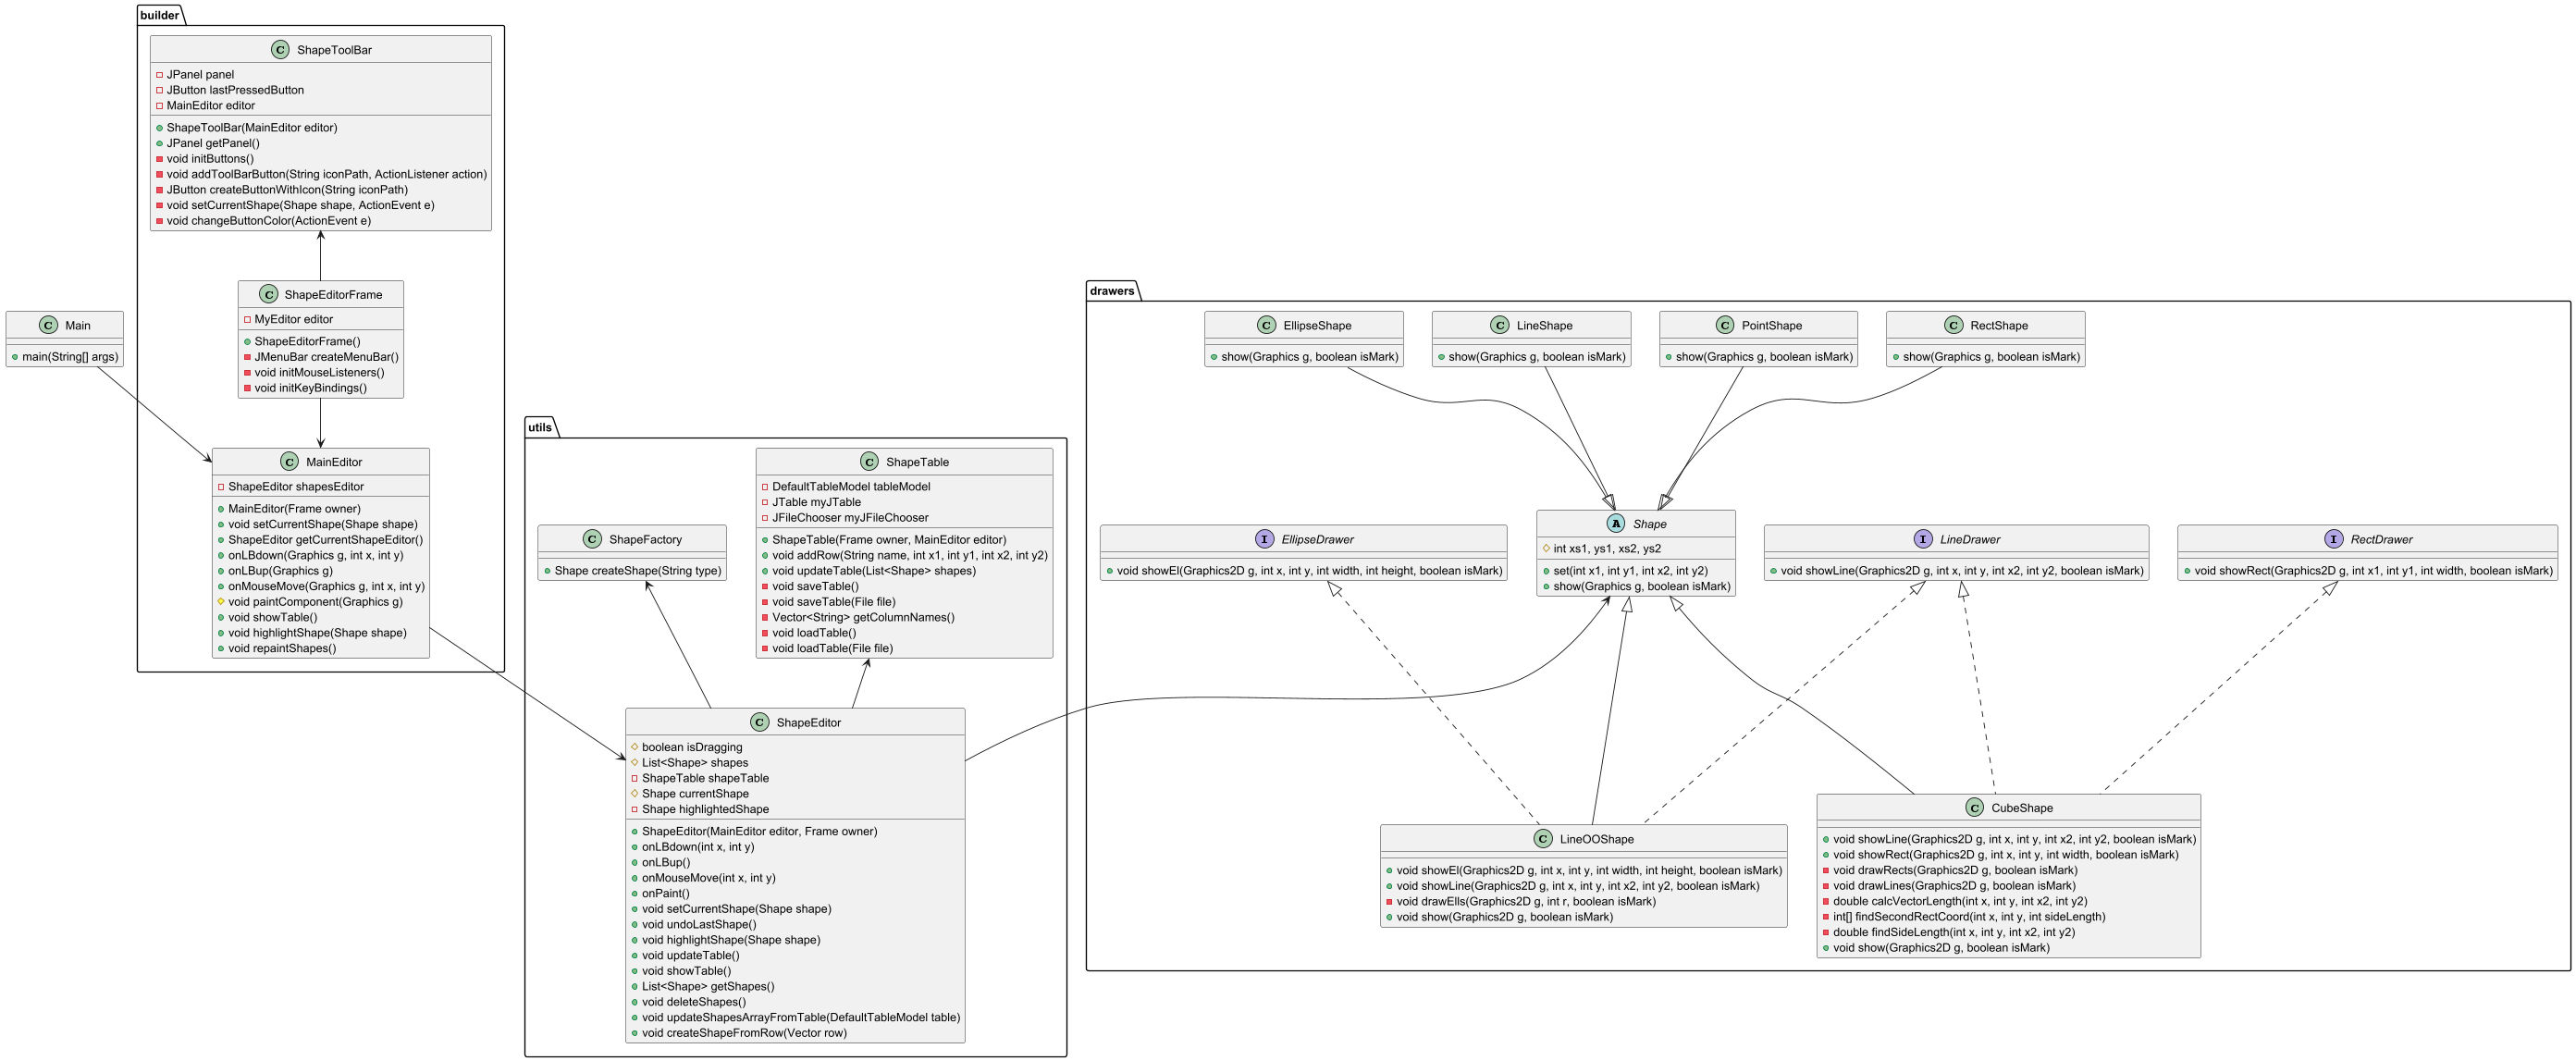 builder
C ShapeToolBar
JPanel panel
JButton lastPressedButton
MainEditor editor
ShapeToolBar(MainEditor editor)
JPanel getPanel()
void initButtons()
void addToolBarButton(String iconPath, ActionListener action)
JButton createButtonWithIcon(String iconPath)
void setCurrentShape(Shape shape, ActionEvent e)
void changeButtonColor(ActionEvent e)
C ShapeEditorFrame
MyEditor editor
ShapeEditorFrame()
JMenuBar createMenuBar()
void initMouseListeners()
void initKeyBindings()
C Main
main(String[] args)
C MainEditor
ShapeEditor shapesEditor
MainEditor(Frame owner)
void setCurrentShape(Shape shape)
ShapeEditor getCurrentShapeEditor()
onLBdown(Graphics g, int x, int y)
onLBup(Graphics g)
onMouseMove(Graphics g, int x, int y)
void paintComponent(Graphics g)
void showTable()
void highlightShape(Shape shape)
void repaintShapes()
utils
C ShapeTable
DefaultTableModel tableModel
JTable myJTable
JFileChooser myJFileChooser
ShapeTable(Frame owner, MainEditor editor)
void addRow(String name, int x1, int y1, int x2, int y2)
void updateTable(List<Shape> shapes)
void saveTable()
void saveTable(File file)
Vector<String> getColumnNames()
void loadTable()
void loadTable(File file)
C ShapeFactory
Shape createShape(String type)
C ShapeEditor
boolean isDragging
List<Shape> shapes
ShapeTable shapeTable
Shape currentShape
Shape highlightedShape
ShapeEditor(MainEditor editor, Frame owner)
onLBdown(int x, int y)
onLBup()
onMouseMove(int x, int y)
onPaint()
void setCurrentShape(Shape shape)
void undoLastShape()
void highlightShape(Shape shape)
void updateTable()
void showTable()
List<Shape> getShapes()
void deleteShapes()
void updateShapesArrayFromTable(DefaultTableModel table)
void createShapeFromRow(Vector row)
drawers
C EllipseShape
show(Graphics g, boolean isMark)
C LineShape
show(Graphics g, boolean isMark)
C PointShape
show(Graphics g, boolean isMark)
C RectShape
show(Graphics g, boolean isMark)
I EllipseDrawer
void showEl(Graphics2D g, int x, int y, int width, int height, boolean isMark)
A Shape
int xs1, ys1, xs2, ys2
set(int x1, int y1, int x2, int y2)
show(Graphics g, boolean isMark)
I LineDrawer
void showLine(Graphics2D g, int x, int y, int x2, int y2, boolean isMark)
I RectDrawer
void showRect(Graphics2D g, int x1, int y1, int width, boolean isMark)
C LineOOShape
void showEl(Graphics2D g, int x, int y, int width, int height, boolean isMark)
void showLine(Graphics2D g, int x, int y, int x2, int y2, boolean isMark)
void drawElls(Graphics2D g, int r, boolean isMark)
void show(Graphics2D g, boolean isMark)
C CubeShape
void showLine(Graphics2D g, int x, int y, int x2, int y2, boolean isMark)
void showRect(Graphics2D g, int x, int y, int width, boolean isMark)
void drawRects(Graphics2D g, boolean isMark)
void drawLines(Graphics2D g, boolean isMark)
double calcVectorLength(int x, int y, int x2, int y2)
int[] findSecondRectCoord(int x, int y, int sideLength)
double findSideLength(int x, int y, int x2, int y2)
void show(Graphics2D g, boolean isMark)